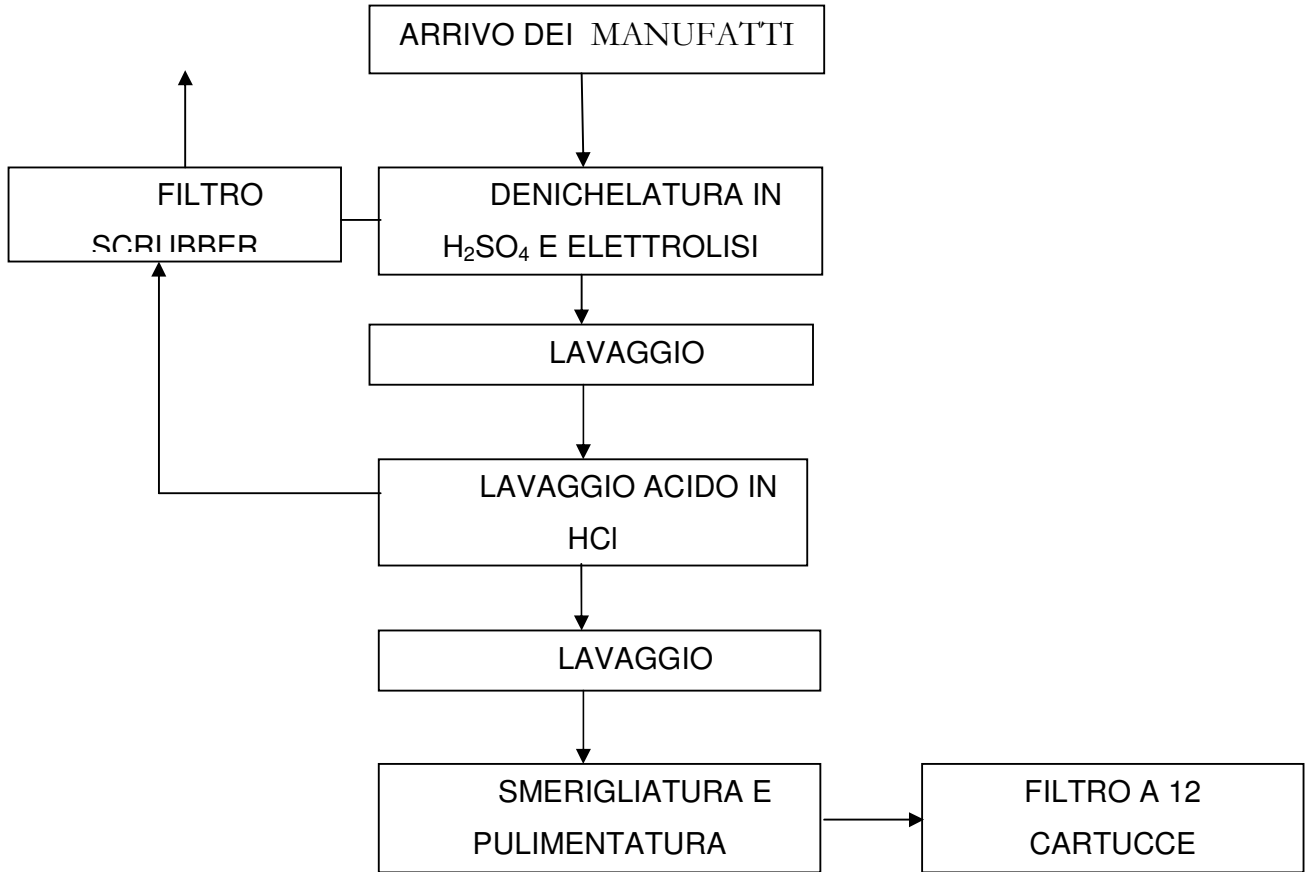 ARRIVO DEI MANUFATTI
FILTRO
SCRUBBER
DENICHELATURA IN
H₂SO₄ E ELETTROLISI
LAVAGGIO
LAVAGGIO ACIDO IN
HCl
LAVAGGIO
SMERIGLIATURA E
PULIMENTATURA
FILTRO A 12
CARTUCCE